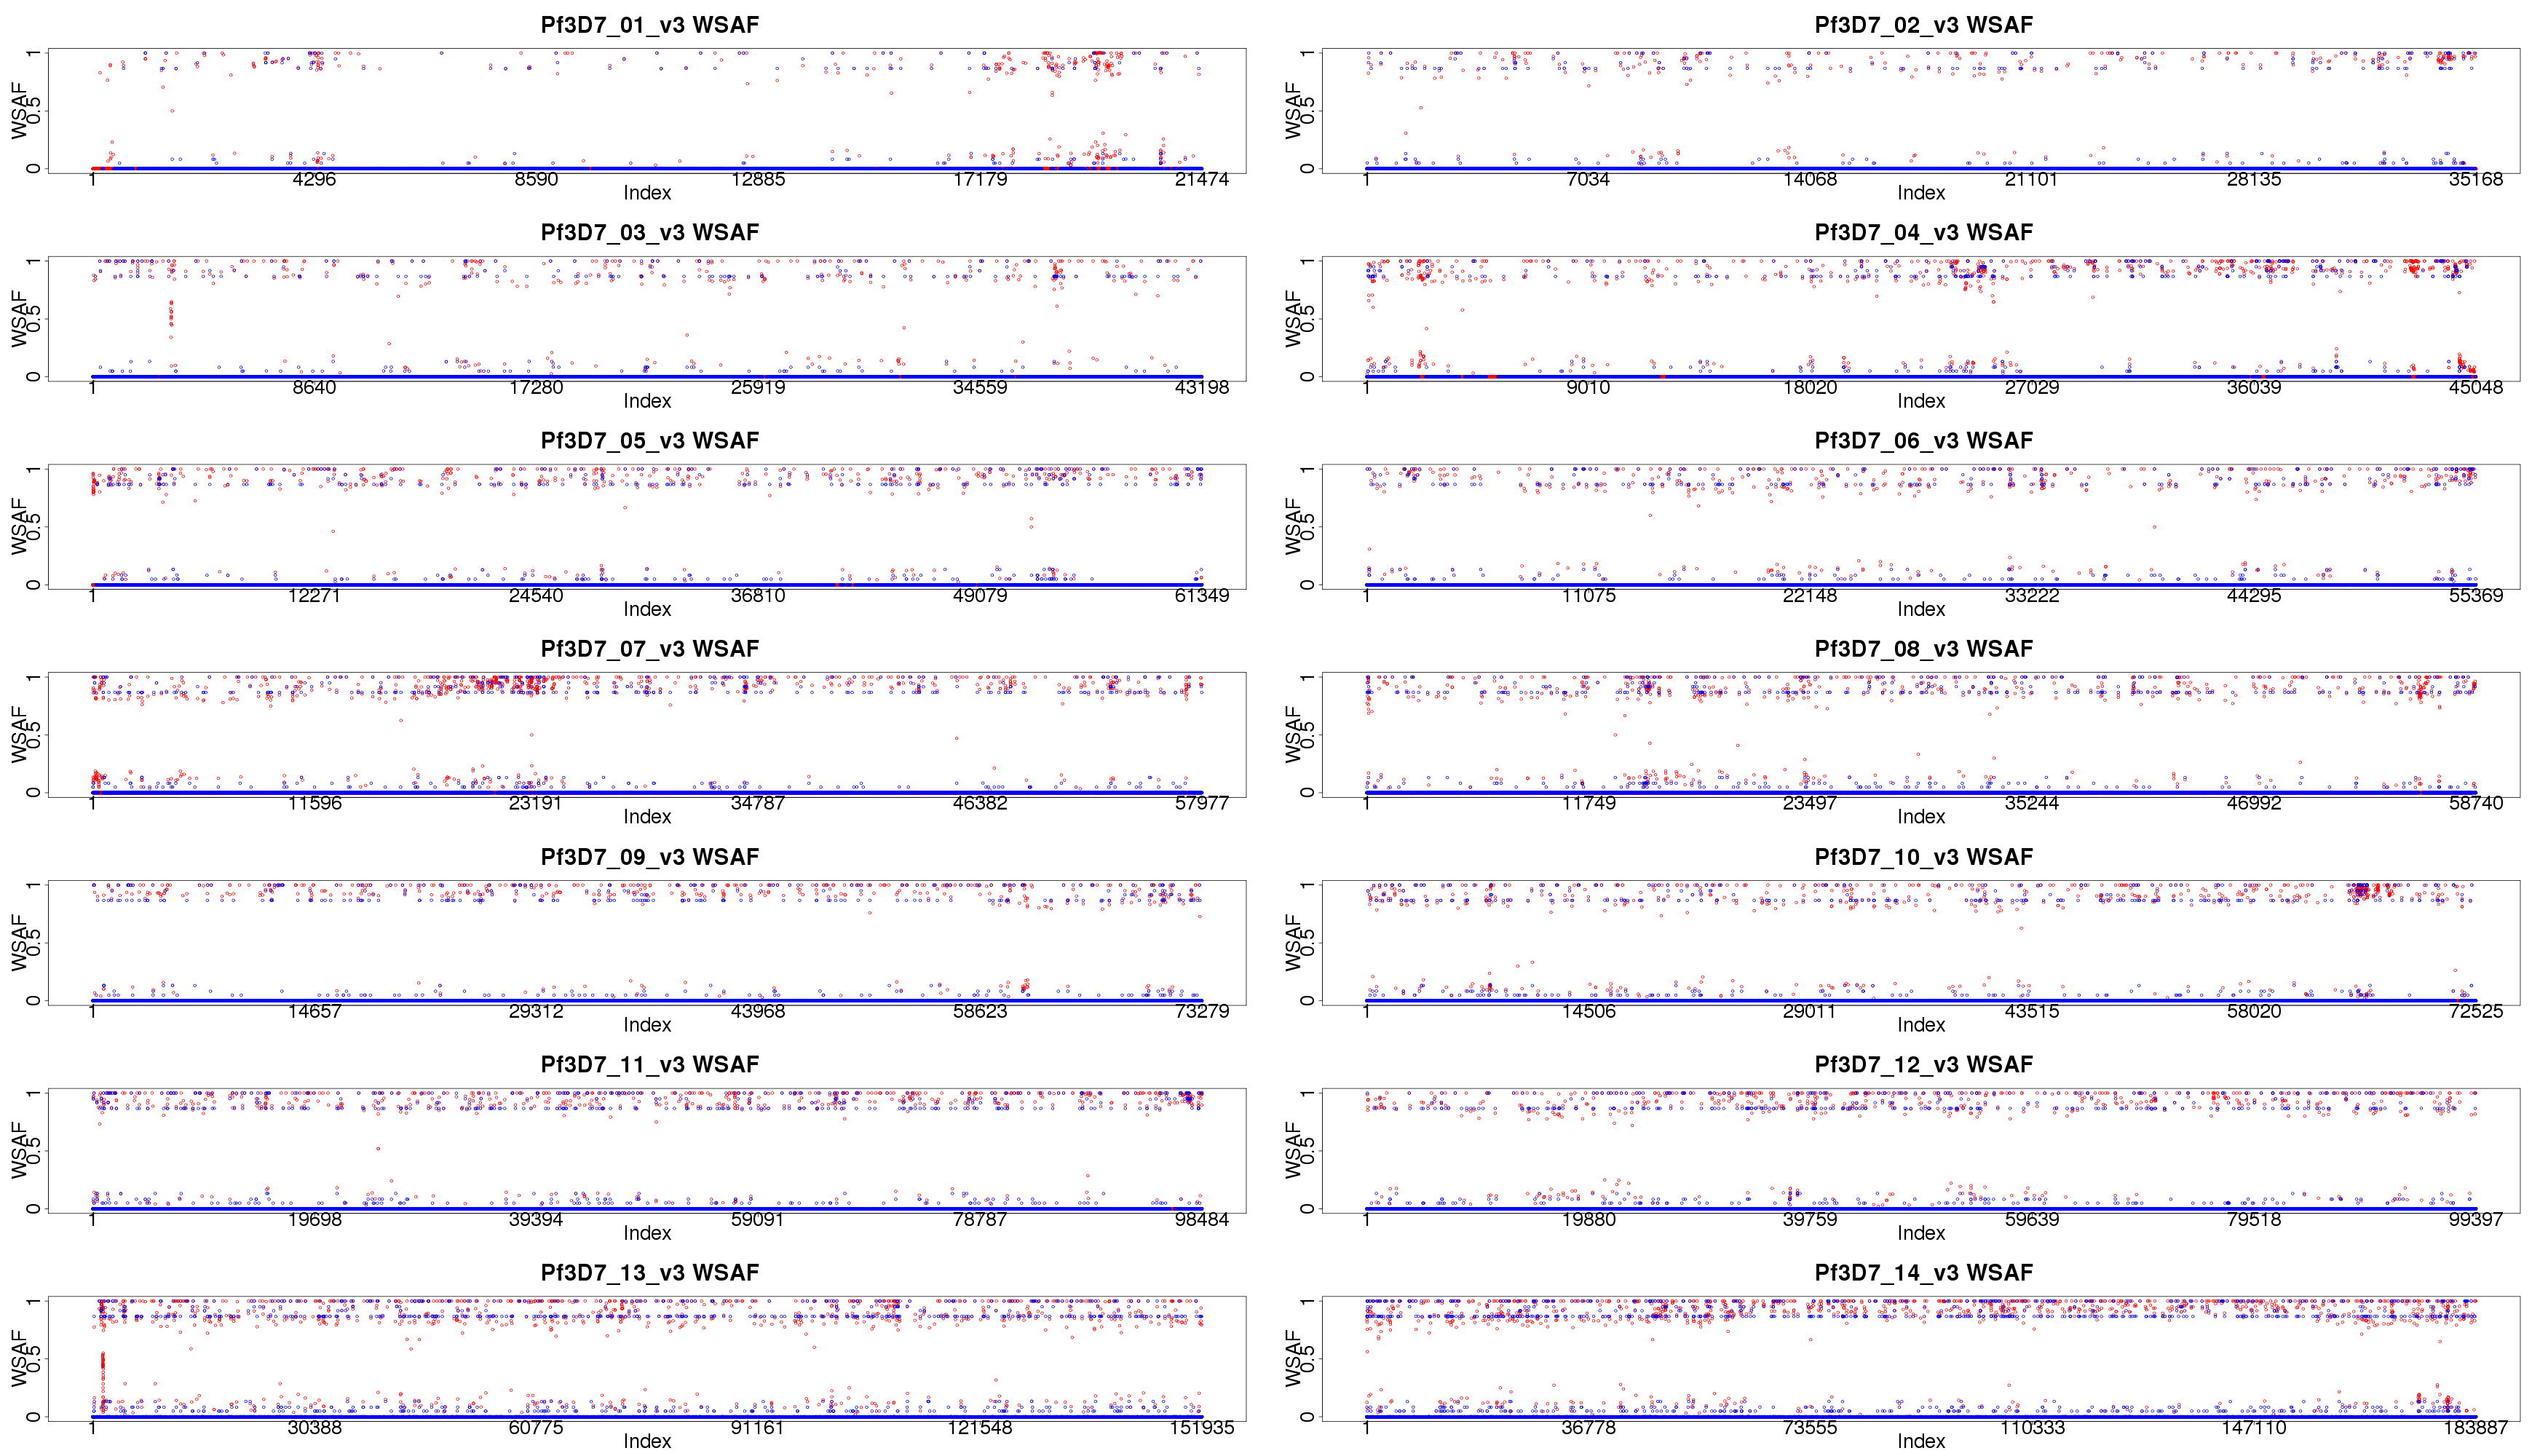 Pf3D7_01_v3 WSAF
WSAF
0 0.5 1
1 4296 8590 12885 17179 21474
Index
Pf3D7_02_v3 WSAF
WSAF
0 0.5 1
1 7034 14068 21101 28135 35168
Index
Pf3D7_03_v3 WSAF
WSAF
0 0.5 1
1 8640 17280 25919 34559 43198
Index
Pf3D7_04_v3 WSAF
WSAF
0 0.5 1
1 9010 18020 27029 36039 45048
Index
Pf3D7_05_v3 WSAF
WSAF
0 0.5 1
1 12271 24540 36810 49079 61349
Index
Pf3D7_06_v3 WSAF
WSAF
0 0.5 1
1 11075 22148 33222 44295 55369
Index
Pf3D7_07_v3 WSAF
WSAF
0 0.5 1
1 11596 23191 34787 46382 57977
Index
Pf3D7_08_v3 WSAF
WSAF
0 0.5 1
1 11749 23497 35244 46992 58740
Index
Pf3D7_09_v3 WSAF
WSAF
0 0.5 1
1 14657 29312 43968 58623 73279
Index
Pf3D7_10_v3 WSAF
WSAF
0 0.5 1
1 14506 29011 43515 58020 72525
Index
Pf3D7_11_v3 WSAF
WSAF
0 0.5 1
1 19698 39394 59091 78787 98484
Index
Pf3D7_12_v3 WSAF
WSAF
0 0.5 1
1 19880 39759 59639 79518 99397
Index
Pf3D7_13_v3 WSAF
WSAF
0 0.5 1
1 30388 60775 91161 121548 151935
Index
Pf3D7_14_v3 WSAF
WSAF
0 0.5 1
1 36778 73555 110333 147110 183887
Index